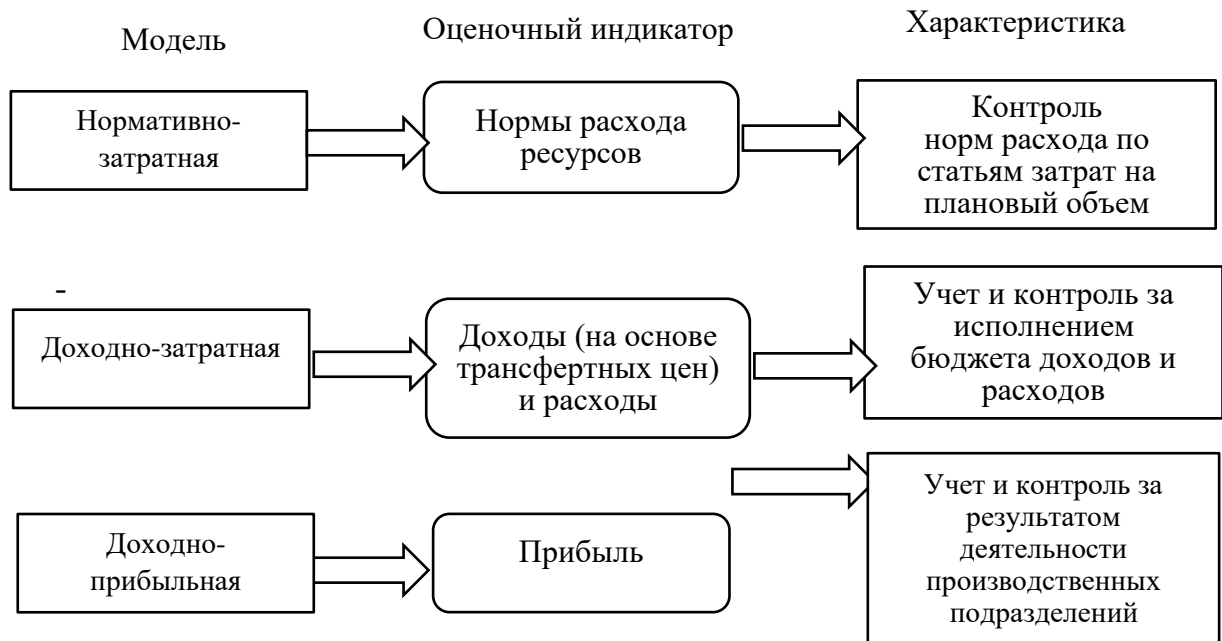 Модель
Оценочный индикатор
Характеристика
Нормативно-
затратная
Нормы расхода
ресурсов
Контроль
норм расхода по
статьям затрат на
плановый объем
-
Доходно-затратная
Доходы (на основе
трансфертных цен)
и расходы
Учет и контроль за
исполнением
бюджета доходов и
расходов
Доходно-
прибыльная
Прибыль
Учет и контроль за
результатом
деятельности
производственных
подразделений